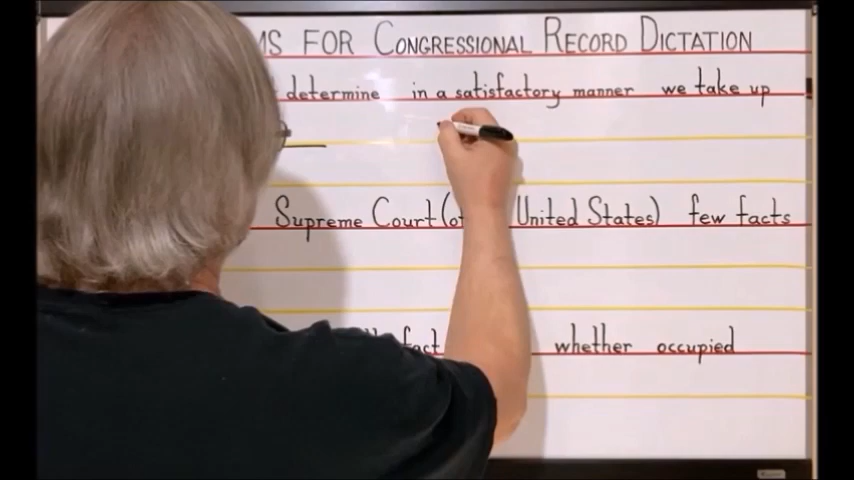 MS FOR CONGRESSIONAL RECORD DICTATION
determine in a satisfactory manner we take up
Supreme Court (of United States) few facts
fact whether occupied